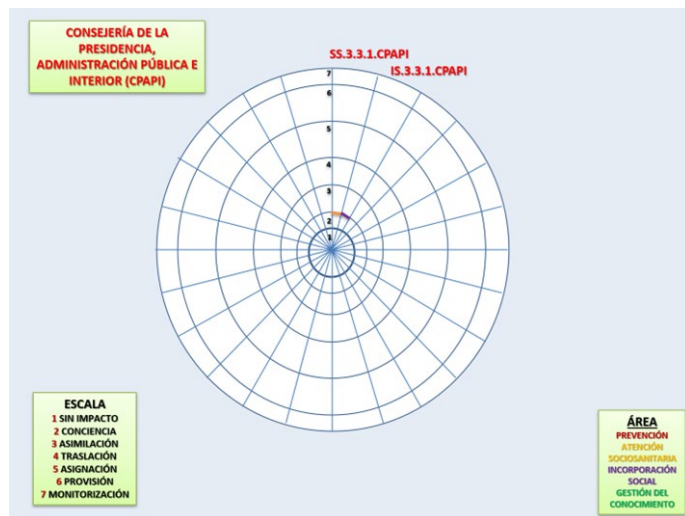 CONSEJERÍA DE LA
PRESIDENCIA,
ADMINISTRACIÓN PÚBLICA E
INTERIOR (CPAPI)
SS.3.3.1.CPAPI
IS.3.3.1.CPAPI
7
6
5
4
3
2
1
ESCALA
1 SIN IMPACTO
2 CONCIENCIA
3 ASIMILACIÓN
4 TRASLACIÓN
5 ASIGNACIÓN
6 PROVISIÓN
7 MONITORIZACIÓN
ÁREA
PREVENCIÓN
ATENCIÓN
SOCIOSANITARIA
INCORPORACIÓN
SOCIAL
GESTIÓN DEL
CONOCIMIENTO